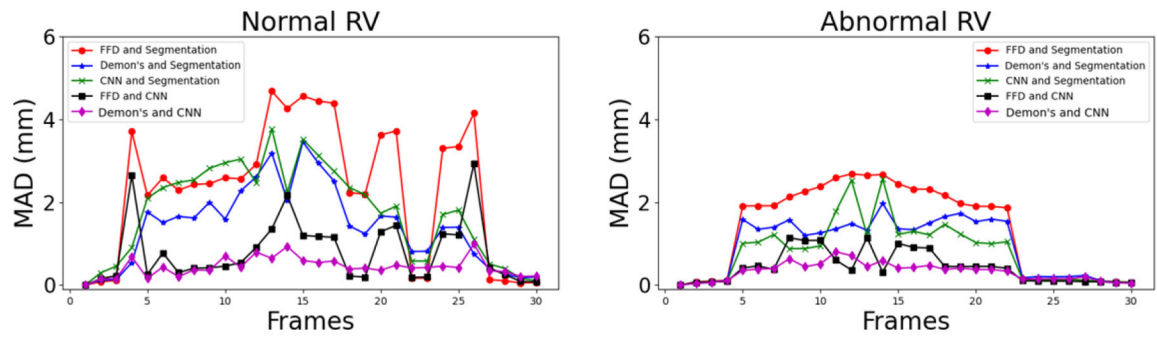 Normal RV
6
4
2
0
MAD (mm)
FFD and Segmentation
Demon's and Segmentation
CNN and Segmentation
FFD and CNN
Demon's and CNN
0 5 10 15 20 25 30
Frames
Abnormal RV
6
4
2
0
MAD (mm)
FFD and Segmentation
Demon's and Segmentation
CNN and Segmentation
FFD and CNN
Demon's and CNN
0 5 10 15 20 25 30
Frames